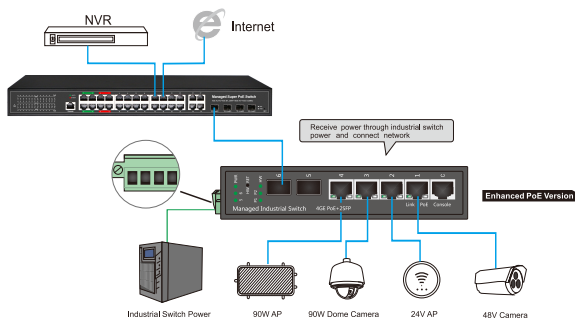 NVR
Internet
Managed Super PoE Switch
Receive power through industrial switch
power and connect network
6 5 4 3 2 1 C
PWR
Managed Industrial Switch 4GE PoE+2SFP Link PoE Console
Enhanced PoE Version
Industrial Switch Power 90W AP 90W Dome Camera 24V AP 48V Camera